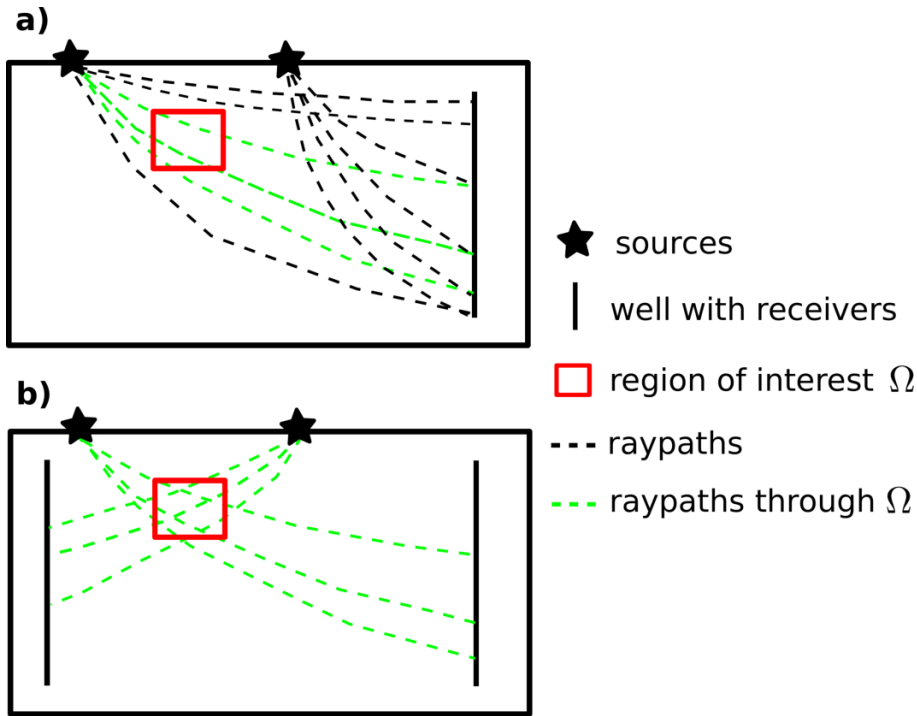 a)
sources
well with receivers
region of interest Ω
b)
raypaths
raypaths through Ω